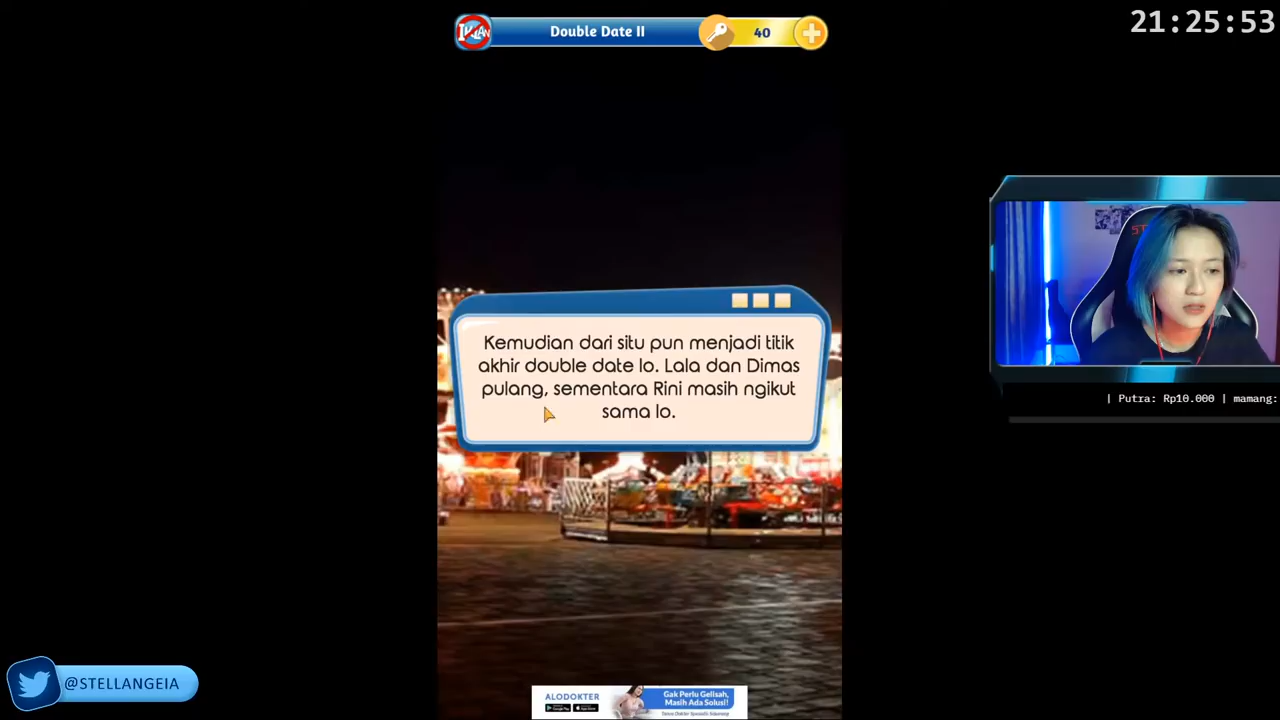 IKLAN
Double Date II
40
21:25:53
Kemudian dari situ pun menjadi titik
akhir double date lo. Lala dan Dimas
pulang, sementara Rini masih ngikut
sama lo.
ST
| Putra: Rp10.000 | mamang:
@STELLANGEIA
ALODOKTER
Gak Perlu Gelisah,
Masih Ada Solusi!